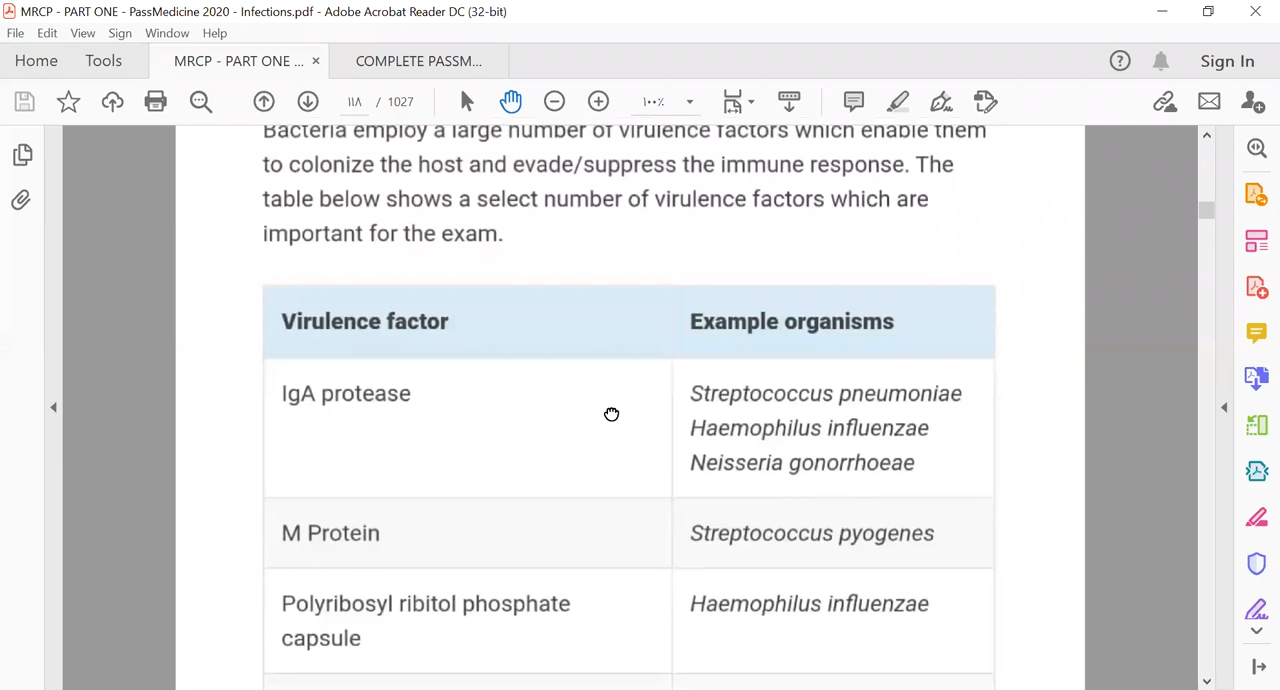 MRCP - PART ONE - PassMedicine 2020 - Infections.pdf - Adobe Acrobat Reader DC (32-bit)
File Edit View Sign Window Help
Home Tools MRCP - PART ONE ... × COMPLETE PASSM... Sign In
١١٨ / 1027 ١٠٠٪
Bacteria employ a large number of virulence factors which enable them
to colonize the host and evade/suppress the immune response. The
table below shows a select number of virulence factors which are
important for the exam.
Virulence factor Example organisms
IgA protease Streptococcus pneumoniae
Haemophilus influenzae
Neisseria gonorrhoeae
M Protein Streptococcus pyogenes
Polyribosyl ribitol phosphate Haemophilus influenzae
capsule